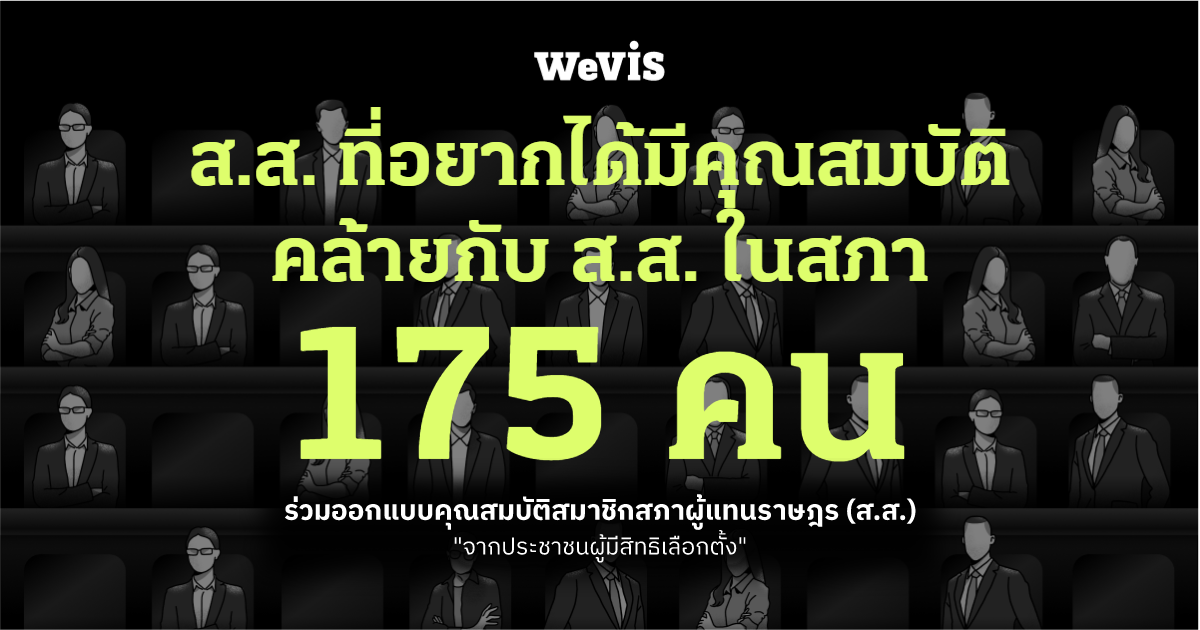 WeVIS
ส.ส. ที่อยากได้มีคุณสมบัติ
คล้ายกับ ส.ส. ในสภา
175 คน
ร่วมออกแบบคุณสมบัติสมาชิกสภาผู้แทนราษฎร (ส.ส.)
"จากประชาชนผู้มีสิทธิเลือกตั้ง"